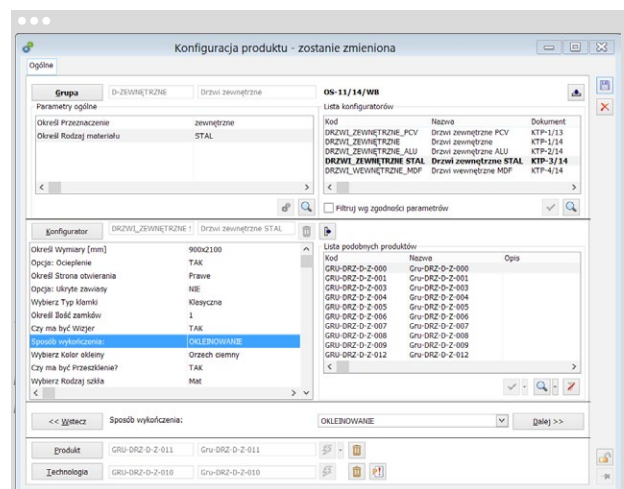 Konfiguracja produktu - zostanie zmieniona
Ogólne
Grupa D-ZEWNĘTRZNE Drzwi zewnętrzne OS-11/14/WB
Parametry ogólne
Określ Przeznaczenie zewnętrzne
Określ Rodzaj materiału STAL
Lista konfiguratorów
Kod Nazwa Dokument
DRZWI_ZEWNĘTRZNE_PCV Drzwi zewnętrzne PCV KTP-1/13
DRZWI_ZEWNĘTRZNE Drzwi zewnętrzne KTP-1/14
DRZWI_ZEWNĘTRZNE_ALU Drzwi zewnętrzne ALU KTP-2/14
DRZWI_ZEWNĘTRZNE STAL Drzwi zewnętrzne STAL KTP-3/14
DRZWI_WEWNĘTRZNE_MDF Drzwi wewnętrzne MDF KTP-4/14
Filtruj wg zgodności parametrów
Konfigurator DRZWI_ZEWNĘTRZNE Drzwi zewnętrzne STAL
Określ Wymiary [mm] 900x2100
Opcja: Ocieplenie TAK
Określ Strona otwierania Prawe
Opcja: Ukryte zawiasy NIE
Wybierz Typ klamki Klasyczna
Określ Ilość zamków 1
Czy ma być Wizjer TAK
Sposób wykończenia: OKLEINOWANIE
Wybierz Kolor okleiny Orzech ciemny
Czy ma być Przeszklenie? TAK
Wybierz Rodzaj szkła Mat
Lista podobnych produktów
Kod Nazwa Opis
GRU-DRZ-D-Z-000 Gru-DRZ-D-Z-000
GRU-DRZ-D-Z-001 Gru-DRZ-D-Z-001
GRU-DRZ-D-Z-003 Gru-DRZ-D-Z-003
GRU-DRZ-D-Z-004 Gru-DRZ-D-Z-004
GRU-DRZ-D-Z-005 Gru-DRZ-D-Z-005
GRU-DRZ-D-Z-006 Gru-DRZ-D-Z-006
GRU-DRZ-D-Z-007 Gru-DRZ-D-Z-007
GRU-DRZ-D-Z-008 Gru-DRZ-D-Z-008
GRU-DRZ-D-Z-009 Gru-DRZ-D-Z-009
GRU-DRZ-D-Z-012 Gru-DRZ-D-Z-012
<< Wstecz Sposób wykończenia: OKLEINOWANIE Dalej >>
Produkt GRU-DRZ-D-Z-011 Gru-DRZ-D-Z-011
Technologia GRU-DRZ-D-Z-010 Gru-DRZ-D-Z-010